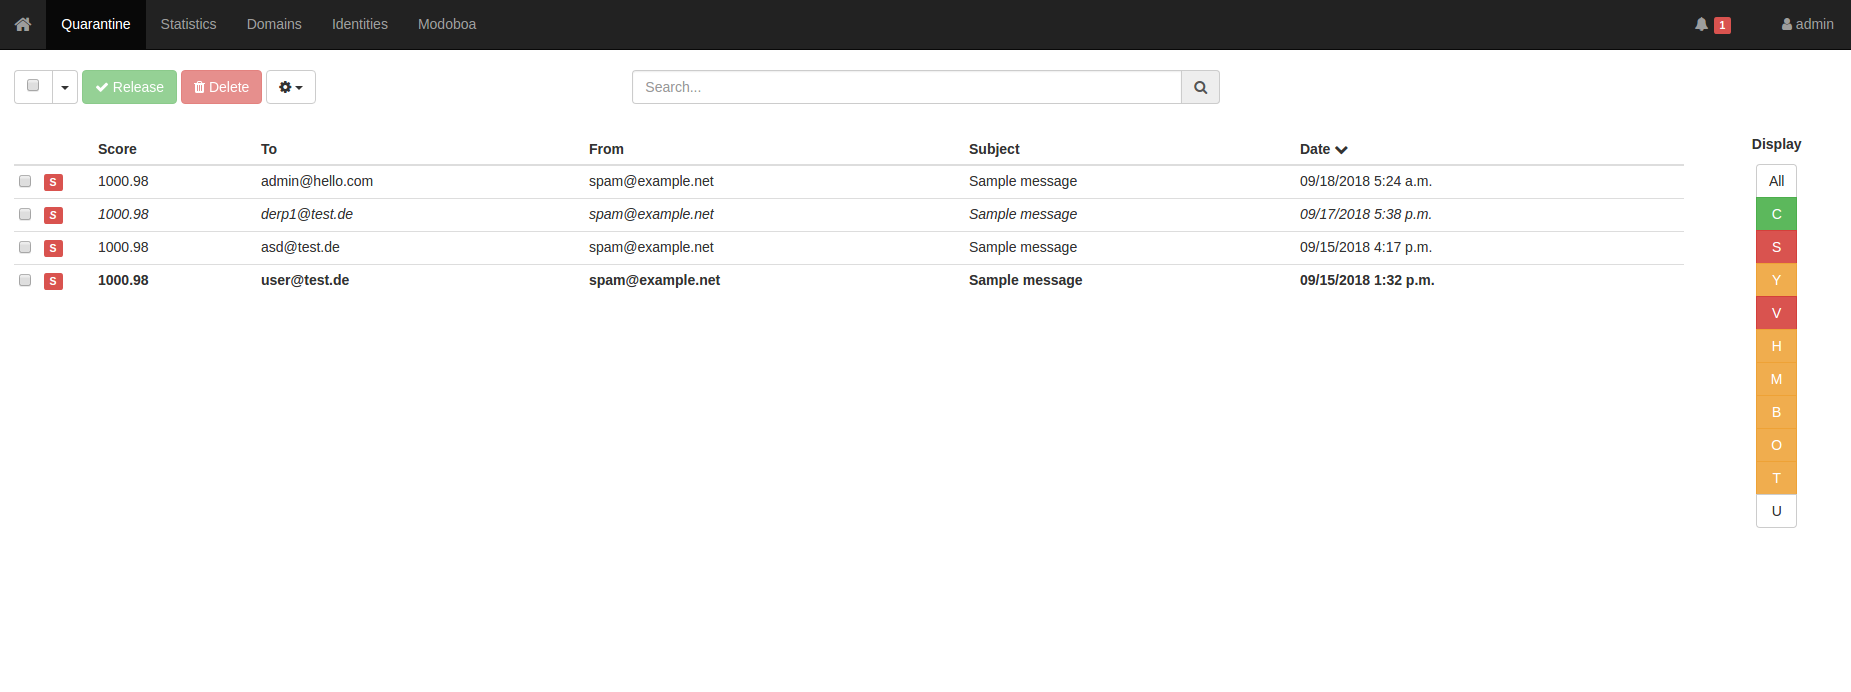 Quarantine Statistics Domains Identities Modoboa 1 admin
Release Delete Search...
Score To From Subject Date Display
S 1000.98 admin@hello.com spam@example.net Sample message 09/18/2018 5:24 a.m. All
S 1000.98 derp1@test.de spam@example.net Sample message 09/17/2018 5:38 p.m. C
S 1000.98 asd@test.de spam@example.net Sample message 09/15/2018 4:17 p.m. S
S 1000.98 user@test.de spam@example.net Sample message 09/15/2018 1:32 p.m. Y
V
H
M
B
O
T
U